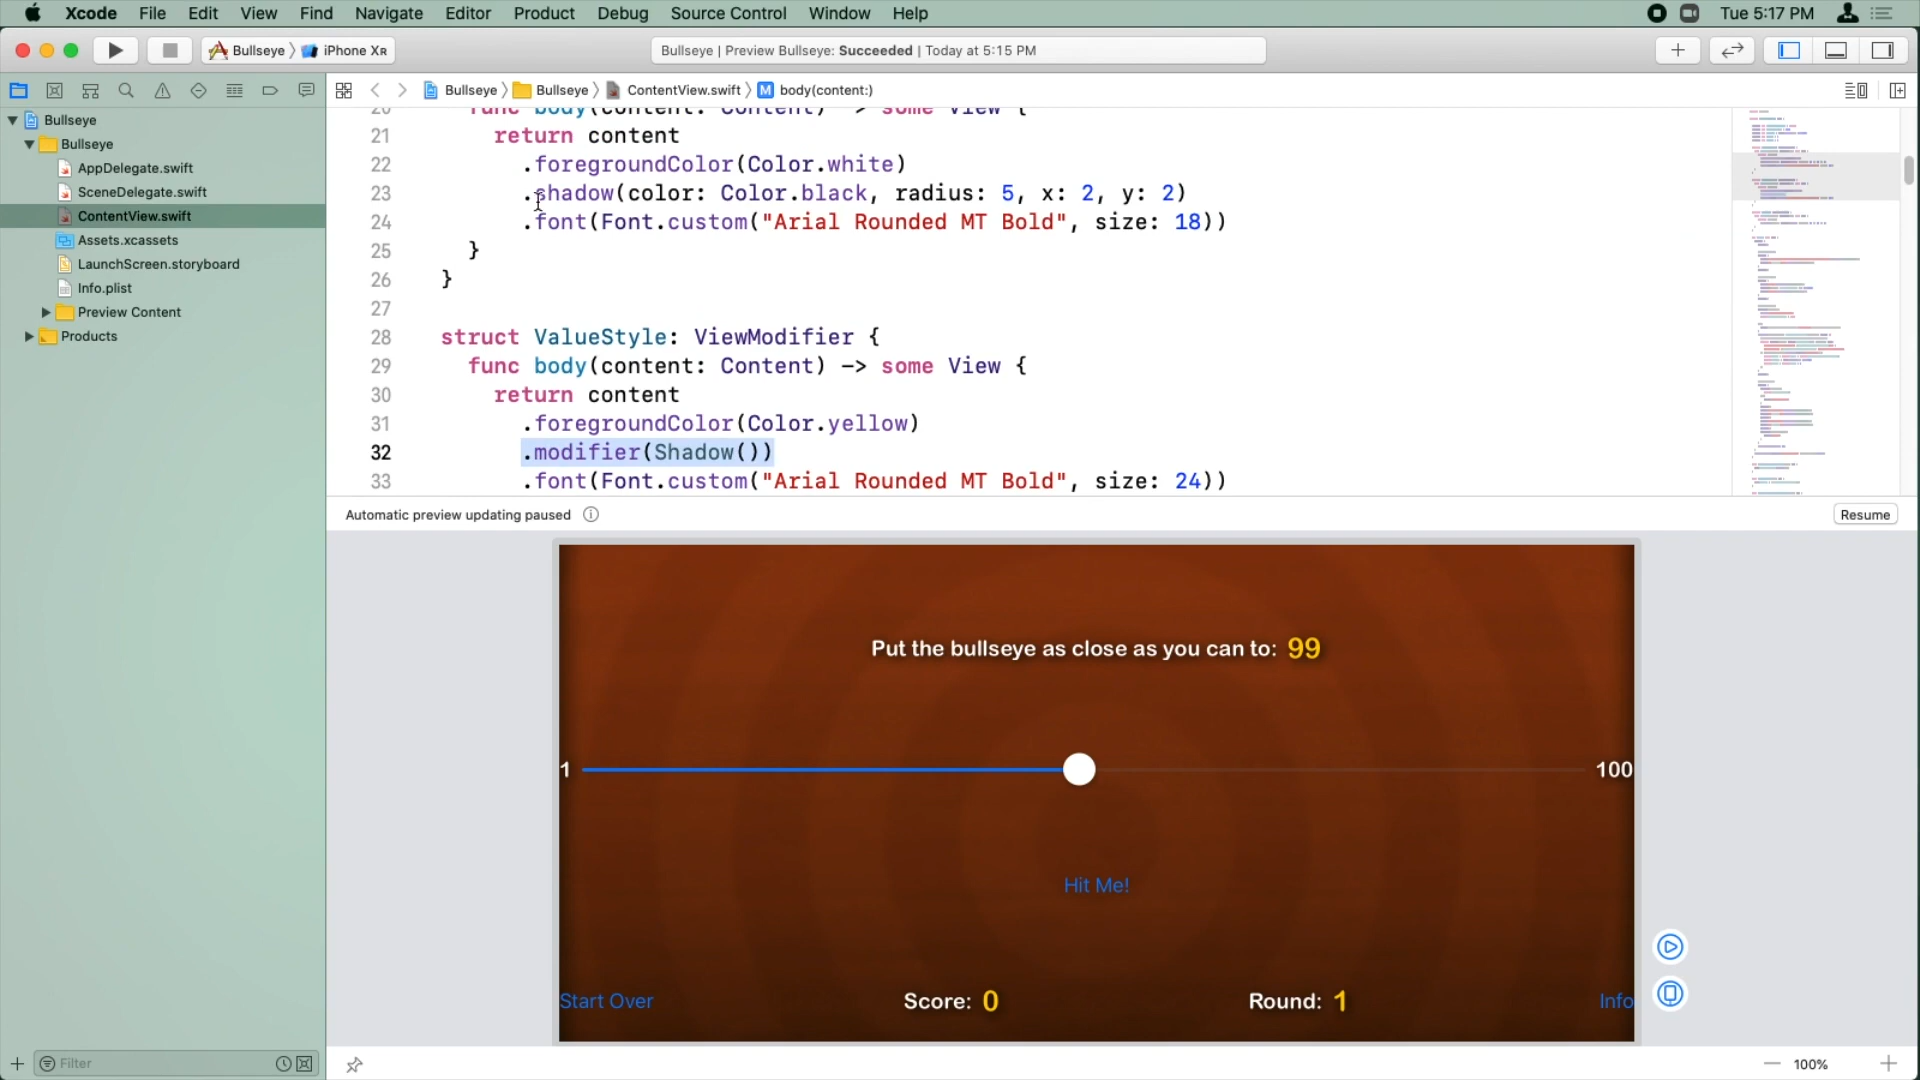 Xcode File Edit View Find Navigate Editor Product Debug Source Control Window Help Tue 5:17 PM
Bullseye iPhone XR Bullseye | Preview Bullseye: Succeeded | Today at 5:15 PM
Bullseye Bullseye ContentView.swift M body(content:)
Bullseye
Bullseye
AppDelegate.swift
SceneDelegate.swift
ContentView.swift
Assets.xcassets
LaunchScreen.storyboard
Info.plist
Preview Content
Products
Filter
20 func body(content: Content) -> some View {
21 return content
22 .foregroundColor(Color.white)
23 .shadow(color: Color.black, radius: 5, x: 2, y: 2)
24 .font(Font.custom("Arial Rounded MT Bold", size: 18))
25 }
26 }
27
28 struct ValueStyle: ViewModifier {
29 func body(content: Content) -> some View {
30 return content
31 .foregroundColor(Color.yellow)
32 .modifier(Shadow())
33 .font(Font.custom("Arial Rounded MT Bold", size: 24))
Automatic preview updating paused Resume
Put the bullseye as close as you can to: 99
1 100
Hit Me!
Start Over Score: 0 Round: 1 Info
100%